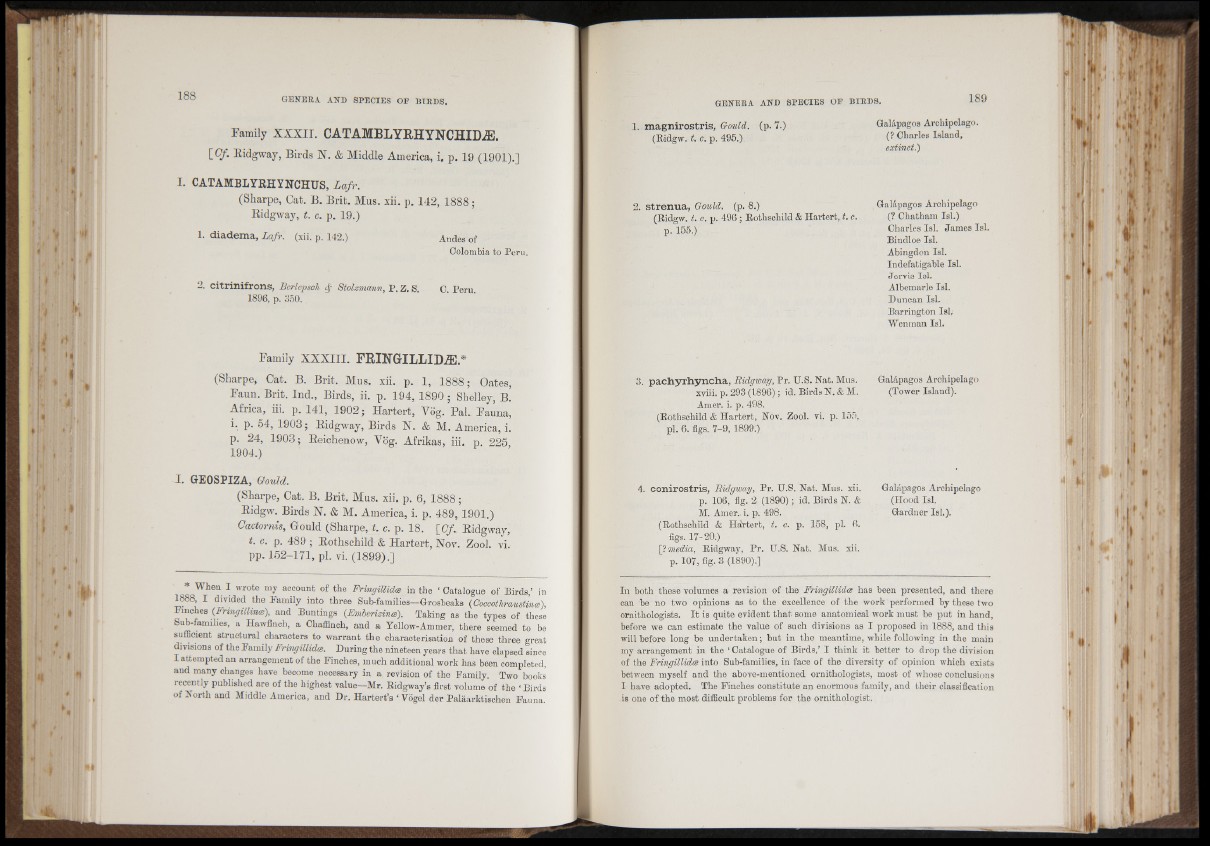 188
GENERA AND SPECIES OF BIRDS.
Family XXXII. CATAMBLYRHYNCHIDÆ.
[Cf. Ridgway, Birds N. & Middle America, i. p. 19 (1901).]
I. CATAMBLYRHYNCHUS, Lafr.
(Sharpe, Cat. B. Brit. Mus. xii. p. 142, 1888;
Ridgway, t. c. p. 19.)
1. diadema, Lafr. (xii. p. 142.) Andes of
Colombia to Peru.
2. citrinifrons, Berlepsch & Stolzmann, P. Z. S. C. Peru.
1896, p. 350.
Family XXXIII. FRINGILLIDÆ.*
(Sharpe, Cat. B. Brit. Mus. xii. p. 1, 1888; Oates,
Faun. Brit. Ind., Birds, ii. p. 194, 1890; Shelley, B.
Africa, iii. p. 141, 1902; Hartert, Vög. Pal. Fauna,
i. p. 54, 1903; Ridgway, Birds N. & M. America, i.
p. 24, 1903; Reichenow, Vög. Afrikas, iii. p. 225,
1904.)
I. GEOSPIZA, Gould.
(Sharpe, Cat. B. Brit. Mus. xii. p. 6, 1888;
Ridgw. Birds N. & M. America, i. p. 489, 1901.)
Cactornis, Gould (Sharpe, t. c. p. 18. [Cf. Ridgway,
t. c. p. 489; Rothschild & Hartert, Nov. Zool. vi.
pp. 152-171, pl. vi. (1899).]
* When I wrote my account of the Fringillidæ in the ‘Catalogue of Birds,’ in
1888, I divided the Family into three Sub-families—Grosbeaks (Coccothraustinæ),
Finches (Fringillinæ), and Buntings (Emberizinæ). Taking as the types of these
Sub-families, a Hawfinch, a Chaffinch, and a Yellow-Ammer, there seemed to be
sufficient structural characters to warrant the characterisation of these three great
divisions of the Family Fringillidæ. During the nineteen years that have elapsed since
I attempted an arrangement of the Finches, much additional work has been completed,
and many changes have become necessary in a revision of the Family. Two books
recently published are of the highest value—Mr. Ridgway's first volume of the ‘Birds
of North and Middle America, and Dr. Hartert's ‘Vögel der Paläarktischen Fauna.
GENERA AND SPECIES OF BIRDS.
189
1. magnirostris, Gould. (p. 7.) Galápagos Archipelago.
(Ridgw. t. c. p. 495.) (? Charles Island,
extinct.)
2. strenua, Gould. (p. 8.) Galápagos Archipelago
(Ridgw. t. c. p. 496; Rothschild & Hartert, t. c. (? Chatham Isl.)
p. 155.) Charles Isl. James Isl.
Bindloe Isl.
Abingdon Isl.
Indefatigable Isl.
Jervis Isl.
Albemarle Isl.
Duncan Isl.
Barrington Isl.
Wenman Isl.
3. pachyrhyncha, Ridgway, Pr. U.S. Nat. Mus. Galápagos Archipelago
xviii. p. 293 (1896); id. Birds N. & M. (Tower Island).
Amer. i. p. 498.
(Rothschild & Hartert, Nov. Zool. vi. p. 155,
pl. 6. figs. 7-9, 1899.)
4. conirostris, Ridgway, Pr. U.S. Nat. Mus. xii. Galápagos Archipelago
p. 106, fig. 2 (1890); id. Birds N. & (Hood Isl.
M. Amer. i. p. 498. Gardner Isl.).
(Rothschild & Hartert, t. c. p. 158, pl. 6.
figs. 17-20.)
[? media, Ridgway, Pr. U.S. Nat. Mus. xii.
p. 107, fig. 3 (1890).]
In both these volumes a revision of the Fringillidæ has been presented, and there
can be no two opinions as to the excellence of the work performed by these two
ornithologists. It is quite evident that some anatomical work must be put in hand,
before we can estimate the value of such divisions as I proposed in 1888, and this
will before long be undertaken; but in the meantime, while following in the main
my arrangement in the ‘Catalogue of Birds,’ I think it better to drop the division
of the Fringillidæ into Sub-families, in face of the diversity of opinion which exists
between myself and the above-mentioned ornithologists, most of whose conclusions
I have adopted. The Finches constitute an enormous family, and their classification
is one of the most difficult problems for the ornithologist.